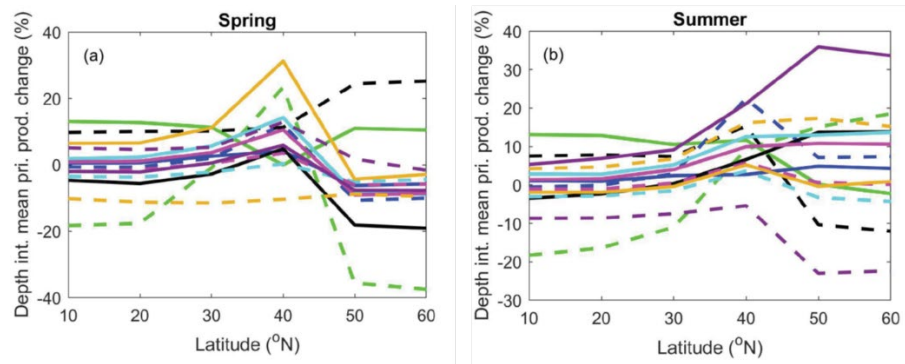 Spring
(a)
Depth int. mean pri. prod. change (%)
40
20
0
-20
-40
10 20 30 40 50 60
Latitude (°N)
Summer
(b)
Depth int. mean pri. prod. change (%)
40
30
20
10
0
-10
-20
-30
10 20 30 40 50 60
Latitude (°N)